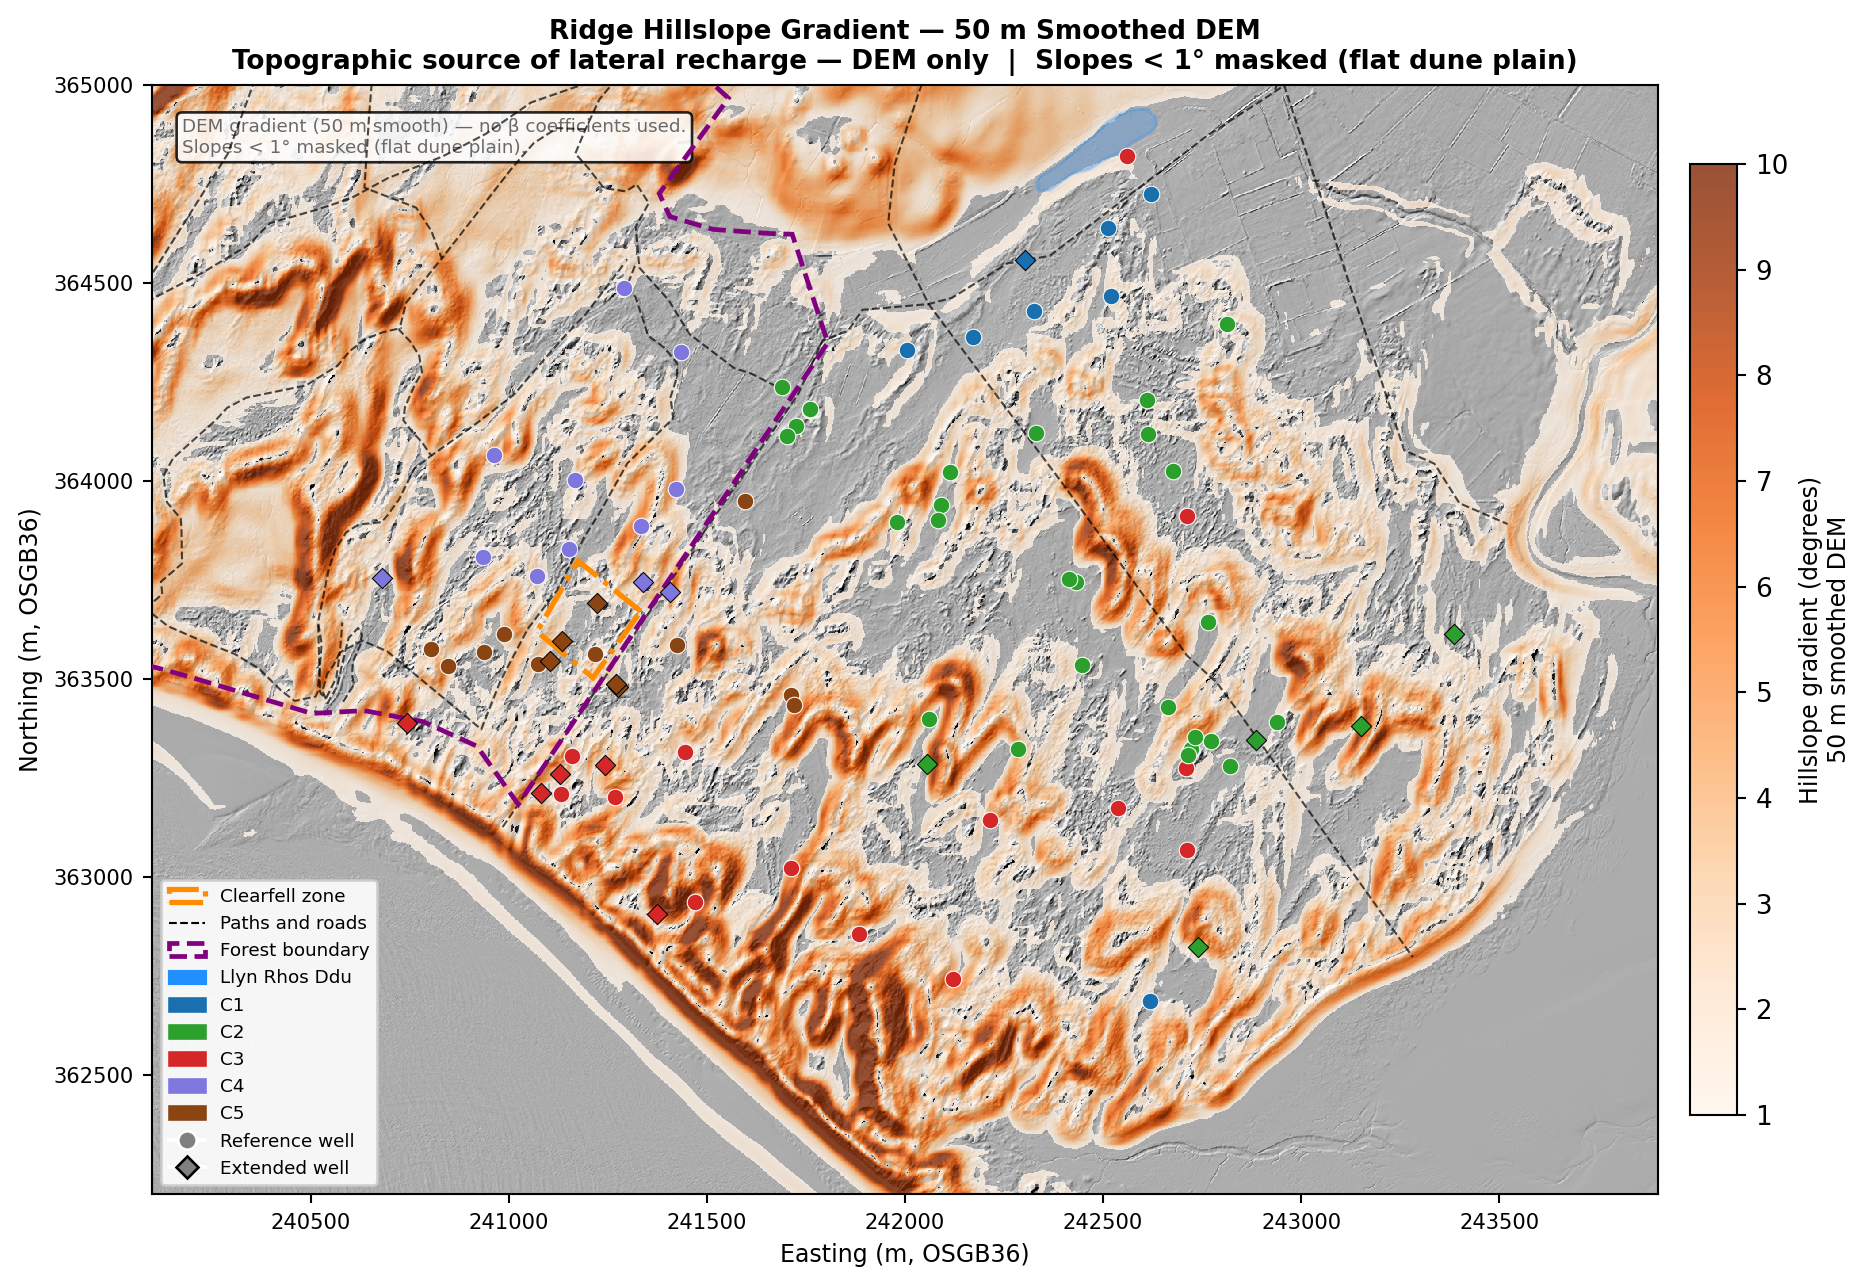 Ridge Hillslope Gradient — 50 m Smoothed DEM
Topographic source of lateral recharge — DEM only | Slopes < 1° masked (flat dune plain)
DEM gradient (50 m smooth) — no β coefficients used.
Slopes < 1° masked (flat dune plain).
365000
364500
364000
363500
363000
362500
Northing (m, OSGB36)
240500
241000
241500
242000
242500
243000
243500
Easting (m, OSGB36)
Clearfell zone
Paths and roads
Forest boundary
Llyn Rhos Ddu
C1
C2
C3
C4
C5
Reference well
Extended well
10
9
8
7
6
5
4
3
2
1
Hillslope gradient (degrees)
50 m smoothed DEM